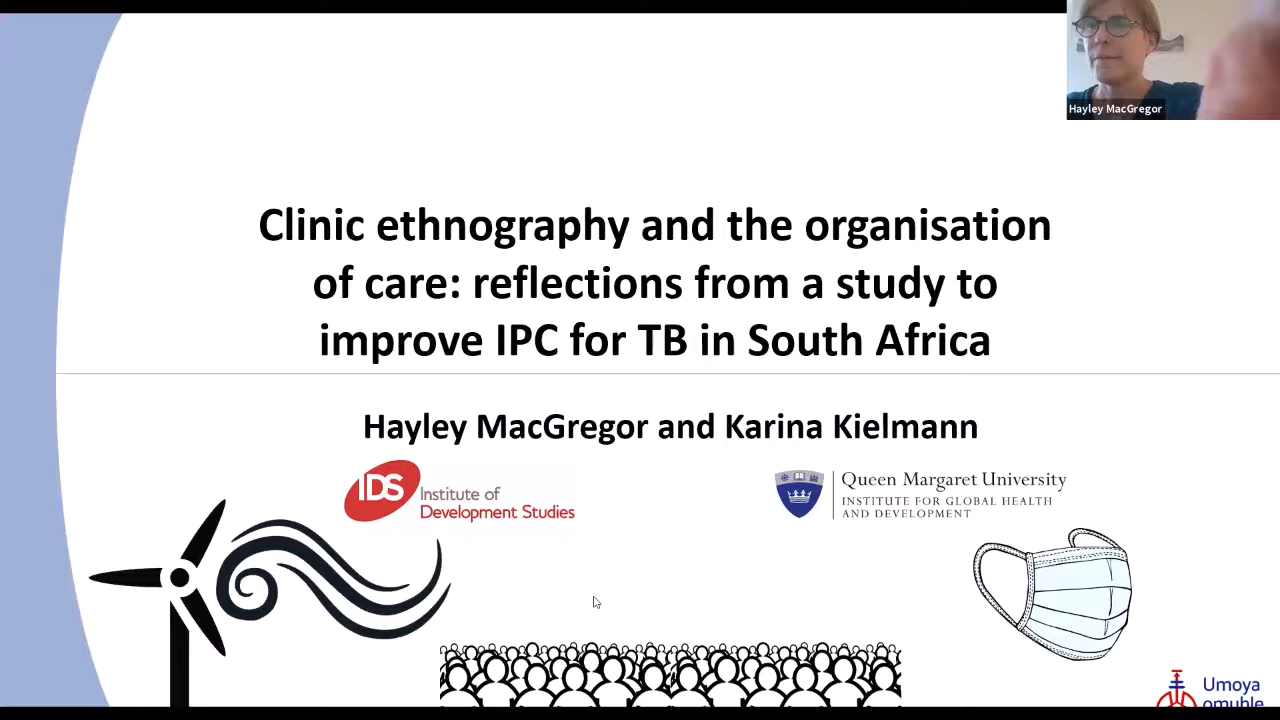 Hayley MacGregor
Clinic ethnography and the organisation
of care: reflections from a study to
improve IPC for TB in South Africa
Hayley MacGregor and Karina Kielmann
IDS
Institute of
Development Studies
Queen Margaret University
INSTITUTE FOR GLOBAL HEALTH
AND DEVELOPMENT
Umoya
omuhle